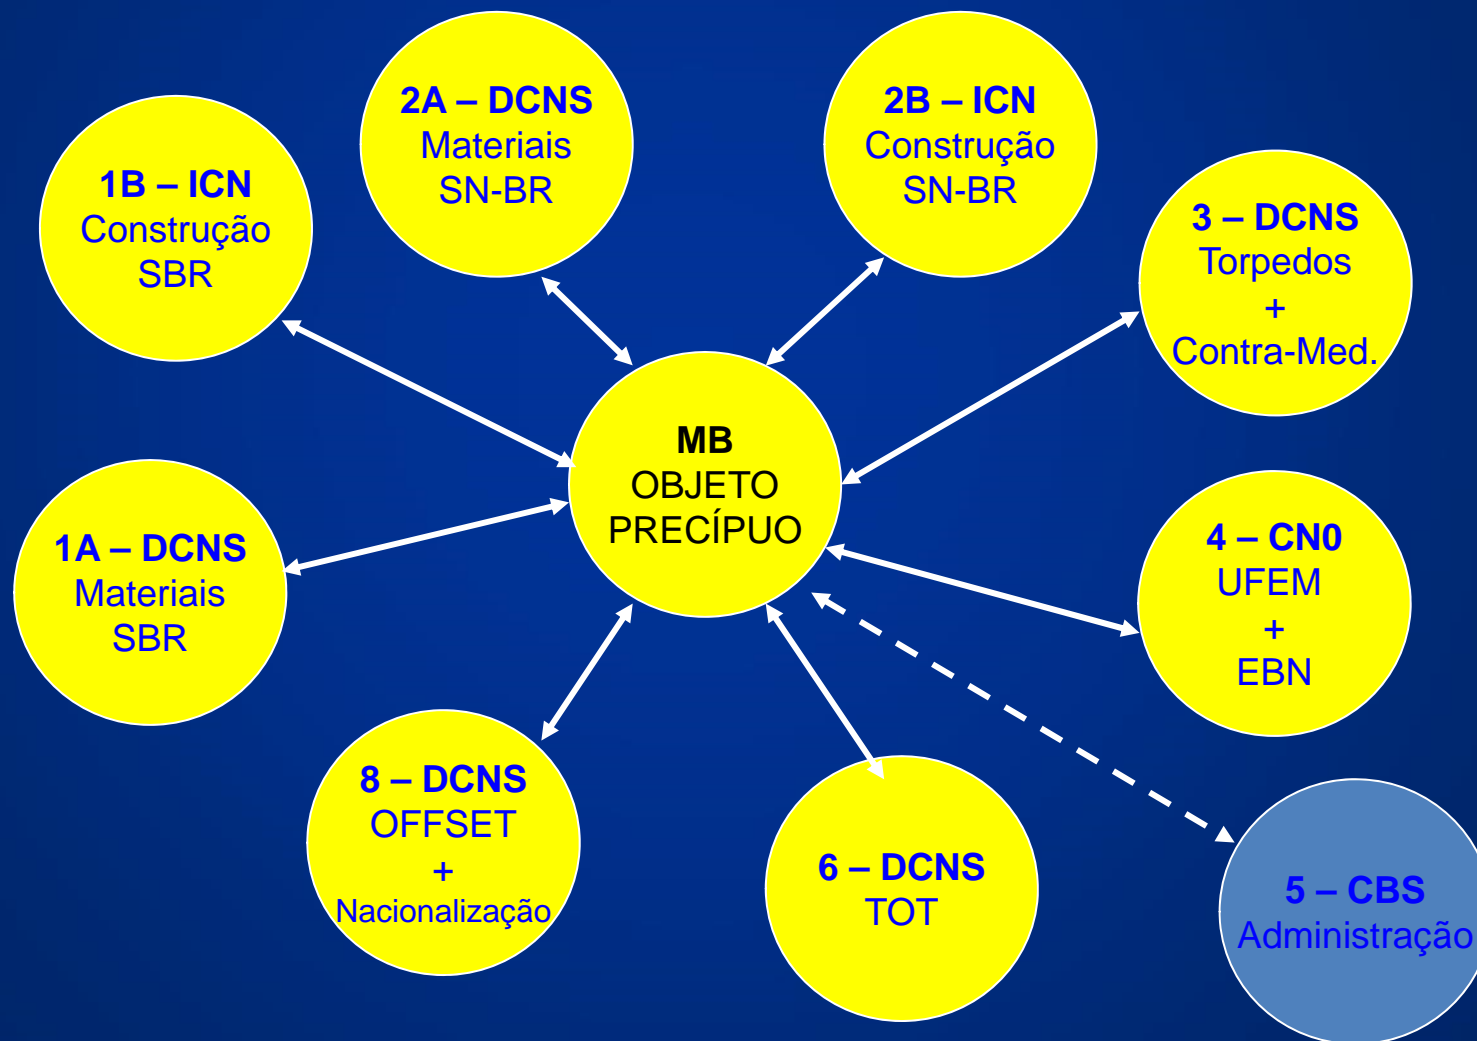 2A – DCNS
Materiais
SN-BR
2B – ICN
Construção
SN-BR
1B – ICN
Construção
SBR
3 – DCNS
Torpedos
+
Contra-Med.
MB
OBJETO
PRECÍPUO
1A – DCNS
Materiais
SBR
4 – CN0
UFEM
+
EBN
8 – DCNS
OFFSET
+
Nacionalização
6 – DCNS
TOT
5 – CBS
Administração